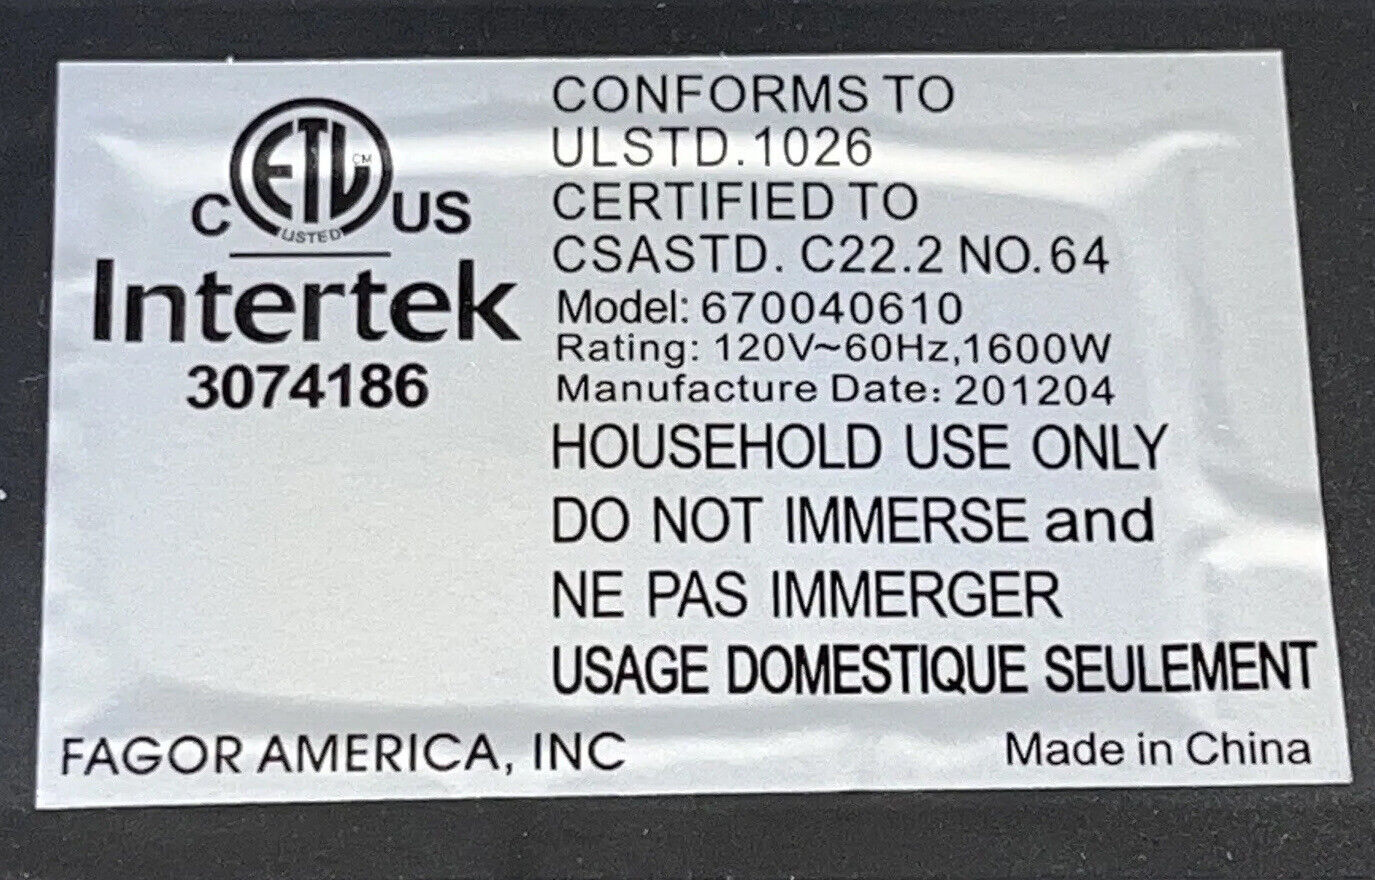 ETL CM
C US
LISTED
Intertek
3074186
CONFORMS TO
ULSTD.1026
CERTIFIED TO
CSASTD. C22.2 NO.64
Model: 670040610
Rating: 120V~60Hz,1600W
Manufacture Date: 201204
HOUSEHOLD USE ONLY
DO NOT IMMERSE and
NE PAS IMMERGER
USAGE DOMESTIQUE SEULEMENT
FAGOR AMERICA, INC
Made in China